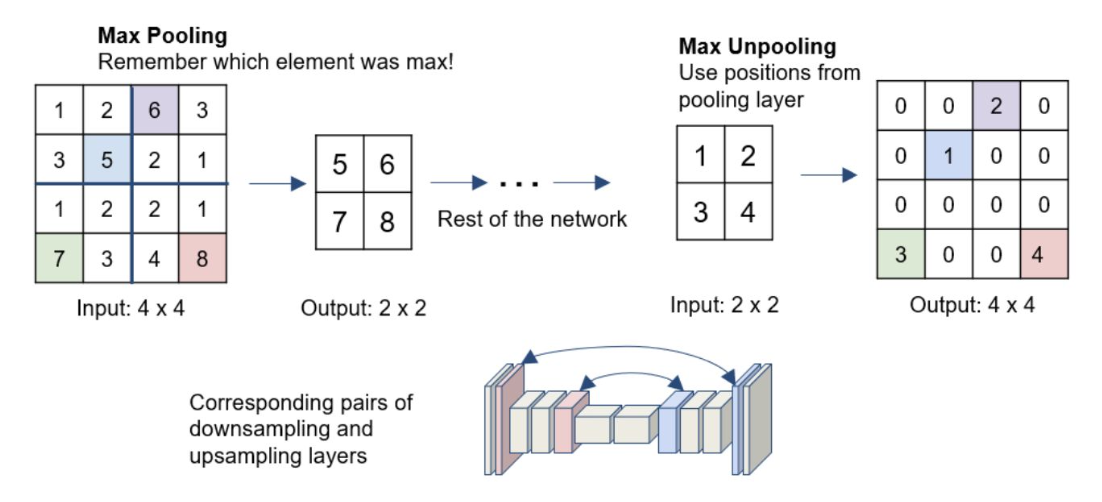 Max Pooling
Remember which element was max!
1 2 6 3
3 5 2 1
1 2 2 1
7 3 4 8
Input: 4 x 4
5 6
7 8
Output: 2 x 2
...
Rest of the network
Max Unpooling
Use positions from
pooling layer
1 2
3 4
Input: 2 x 2
0 0 2 0
0 1 0 0
0 0 0 0
3 0 0 4
Output: 4 x 4
Corresponding pairs of
downsampling and
upsampling layers